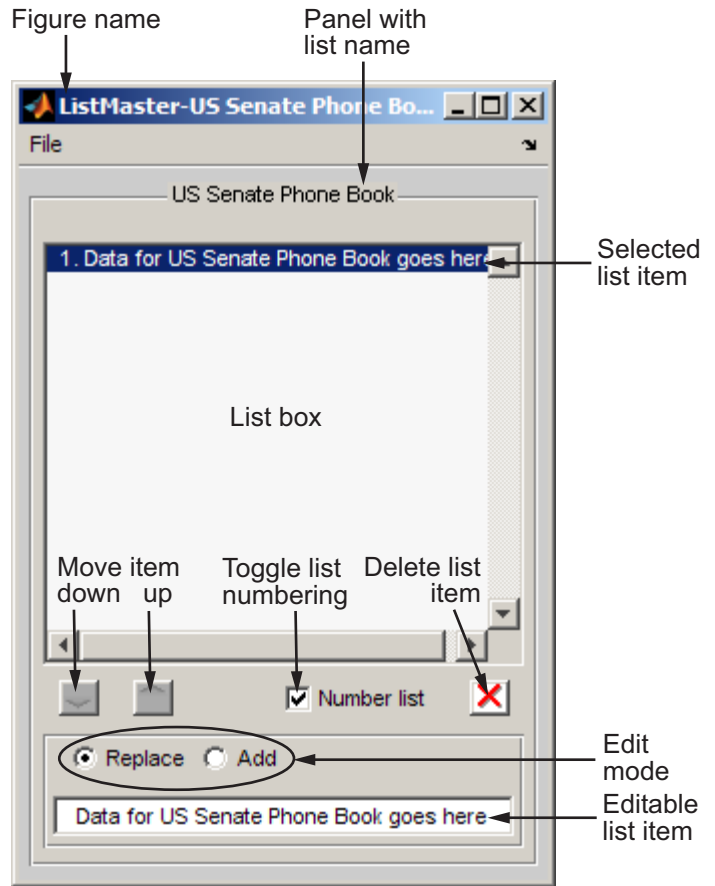 Figure name
Panel with
list name
ListMaster-US Senate Phone Bo...
File
US Senate Phone Book
1. Data for US Senate Phone Book goes here
Selected
list item
List box
Move item
down up
Toggle list
numbering
Delete list
item
Number list
Replace Add
Edit
mode
Data for US Senate Phone Book goes here
Editable
list item